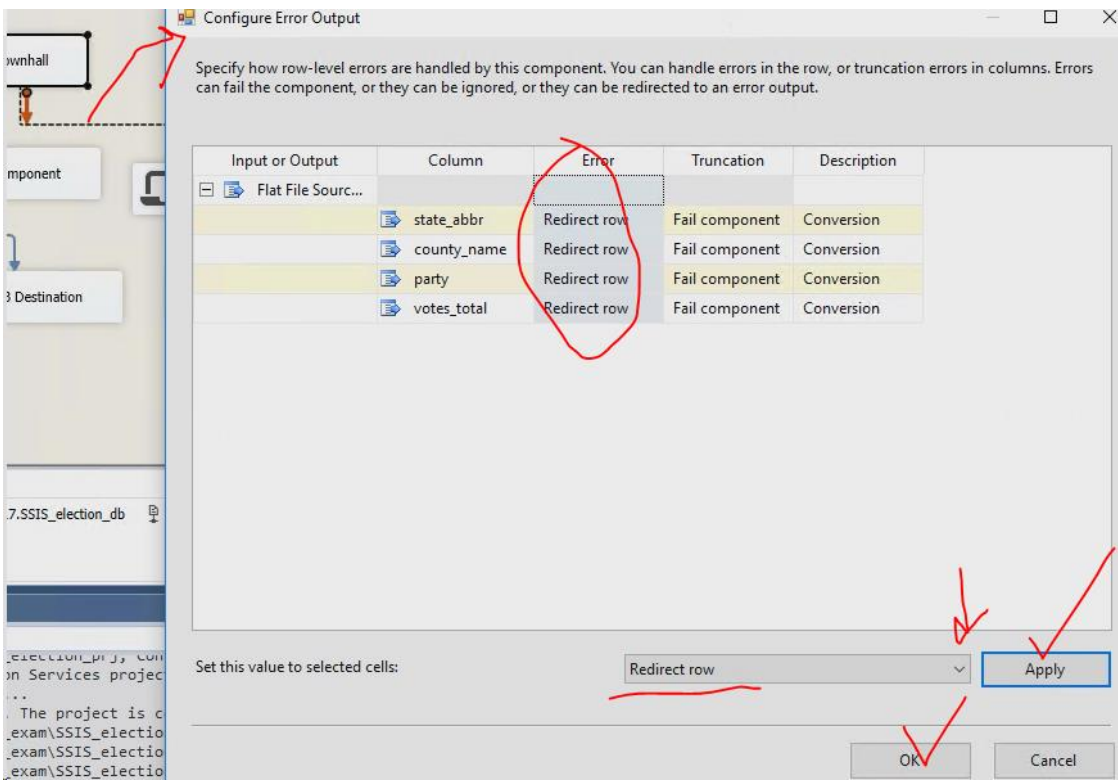 Configure Error Output
Specify how row-level errors are handled by this component. You can handle errors in the row, or truncation errors in columns. Errors
can fail the component, or they can be ignored, or they can be redirected to an error output.
Input or Output Column Error Truncation Description
Flat File Sourc...
state_abbr Redirect row Fail component Conversion
county_name Redirect row Fail component Conversion
party Redirect row Fail component Conversion
votes_total Redirect row Fail component Conversion
Set this value to selected cells: Redirect row Apply
OK Cancel
ownhall
mponent
B Destination
.7.SSIS_election_db
_election_prj, Con
on Services projec
...
. The project is c
_exam\SSIS_electio
_exam\SSIS_electio
_exam\SSIS_electio